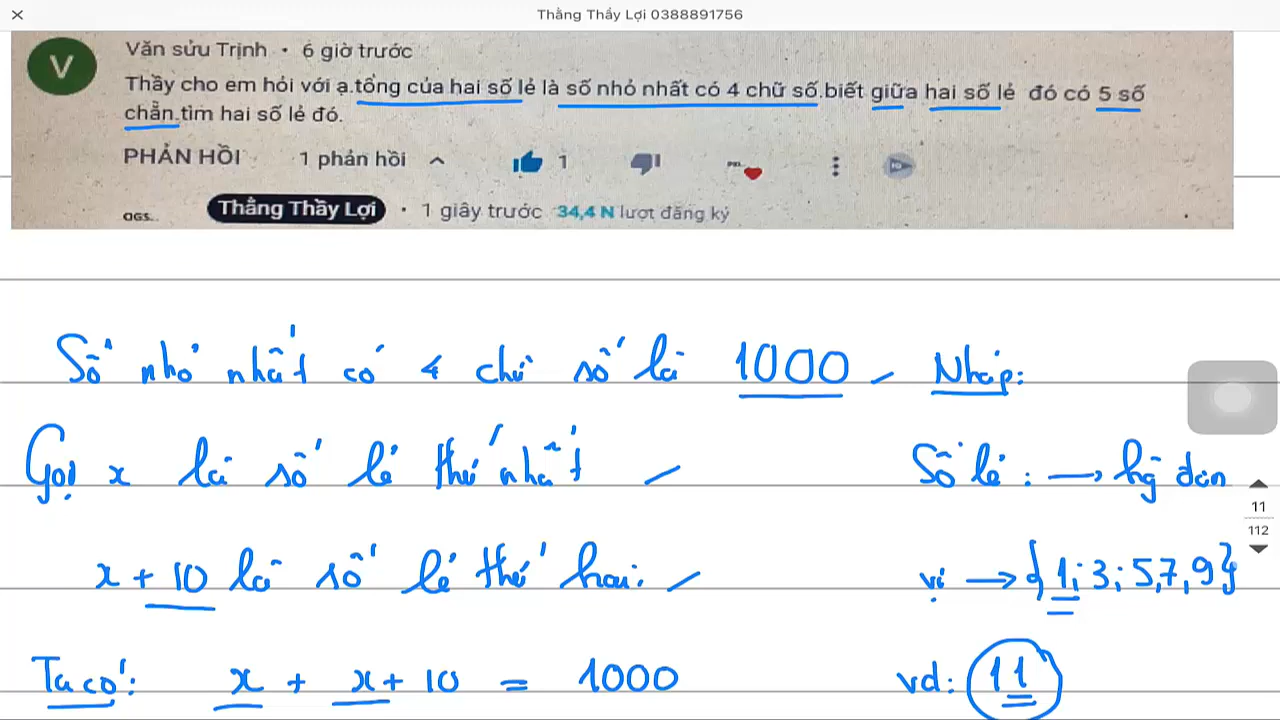 Thằng Thầy Lợi 0388891756
V
Văn sửu Trịnh • 6 giờ trước
Thầy cho em hỏi với ạ.tổng của hai số lẻ là số nhỏ nhất có 4 chữ số.biết giữa hai số lẻ đó có 5 số
chẵn.tìm hai số lẻ đó.
PHẢN HỒI 1 phản hồi 1
Thằng Thầy Lợi • 1 giây trước 34,4 N lượt đăng ký
Số nhỏ nhất có 4 chữ số là 1000 Nháp:
Gọi x là số lẻ thứ nhất Số lẻ: → hg đơn
11
112
x + 10 là số lẻ thứ hai: vị → {1; 3; 5,7,9}
Ta có: x + x + 10 = 1000 vd: 11